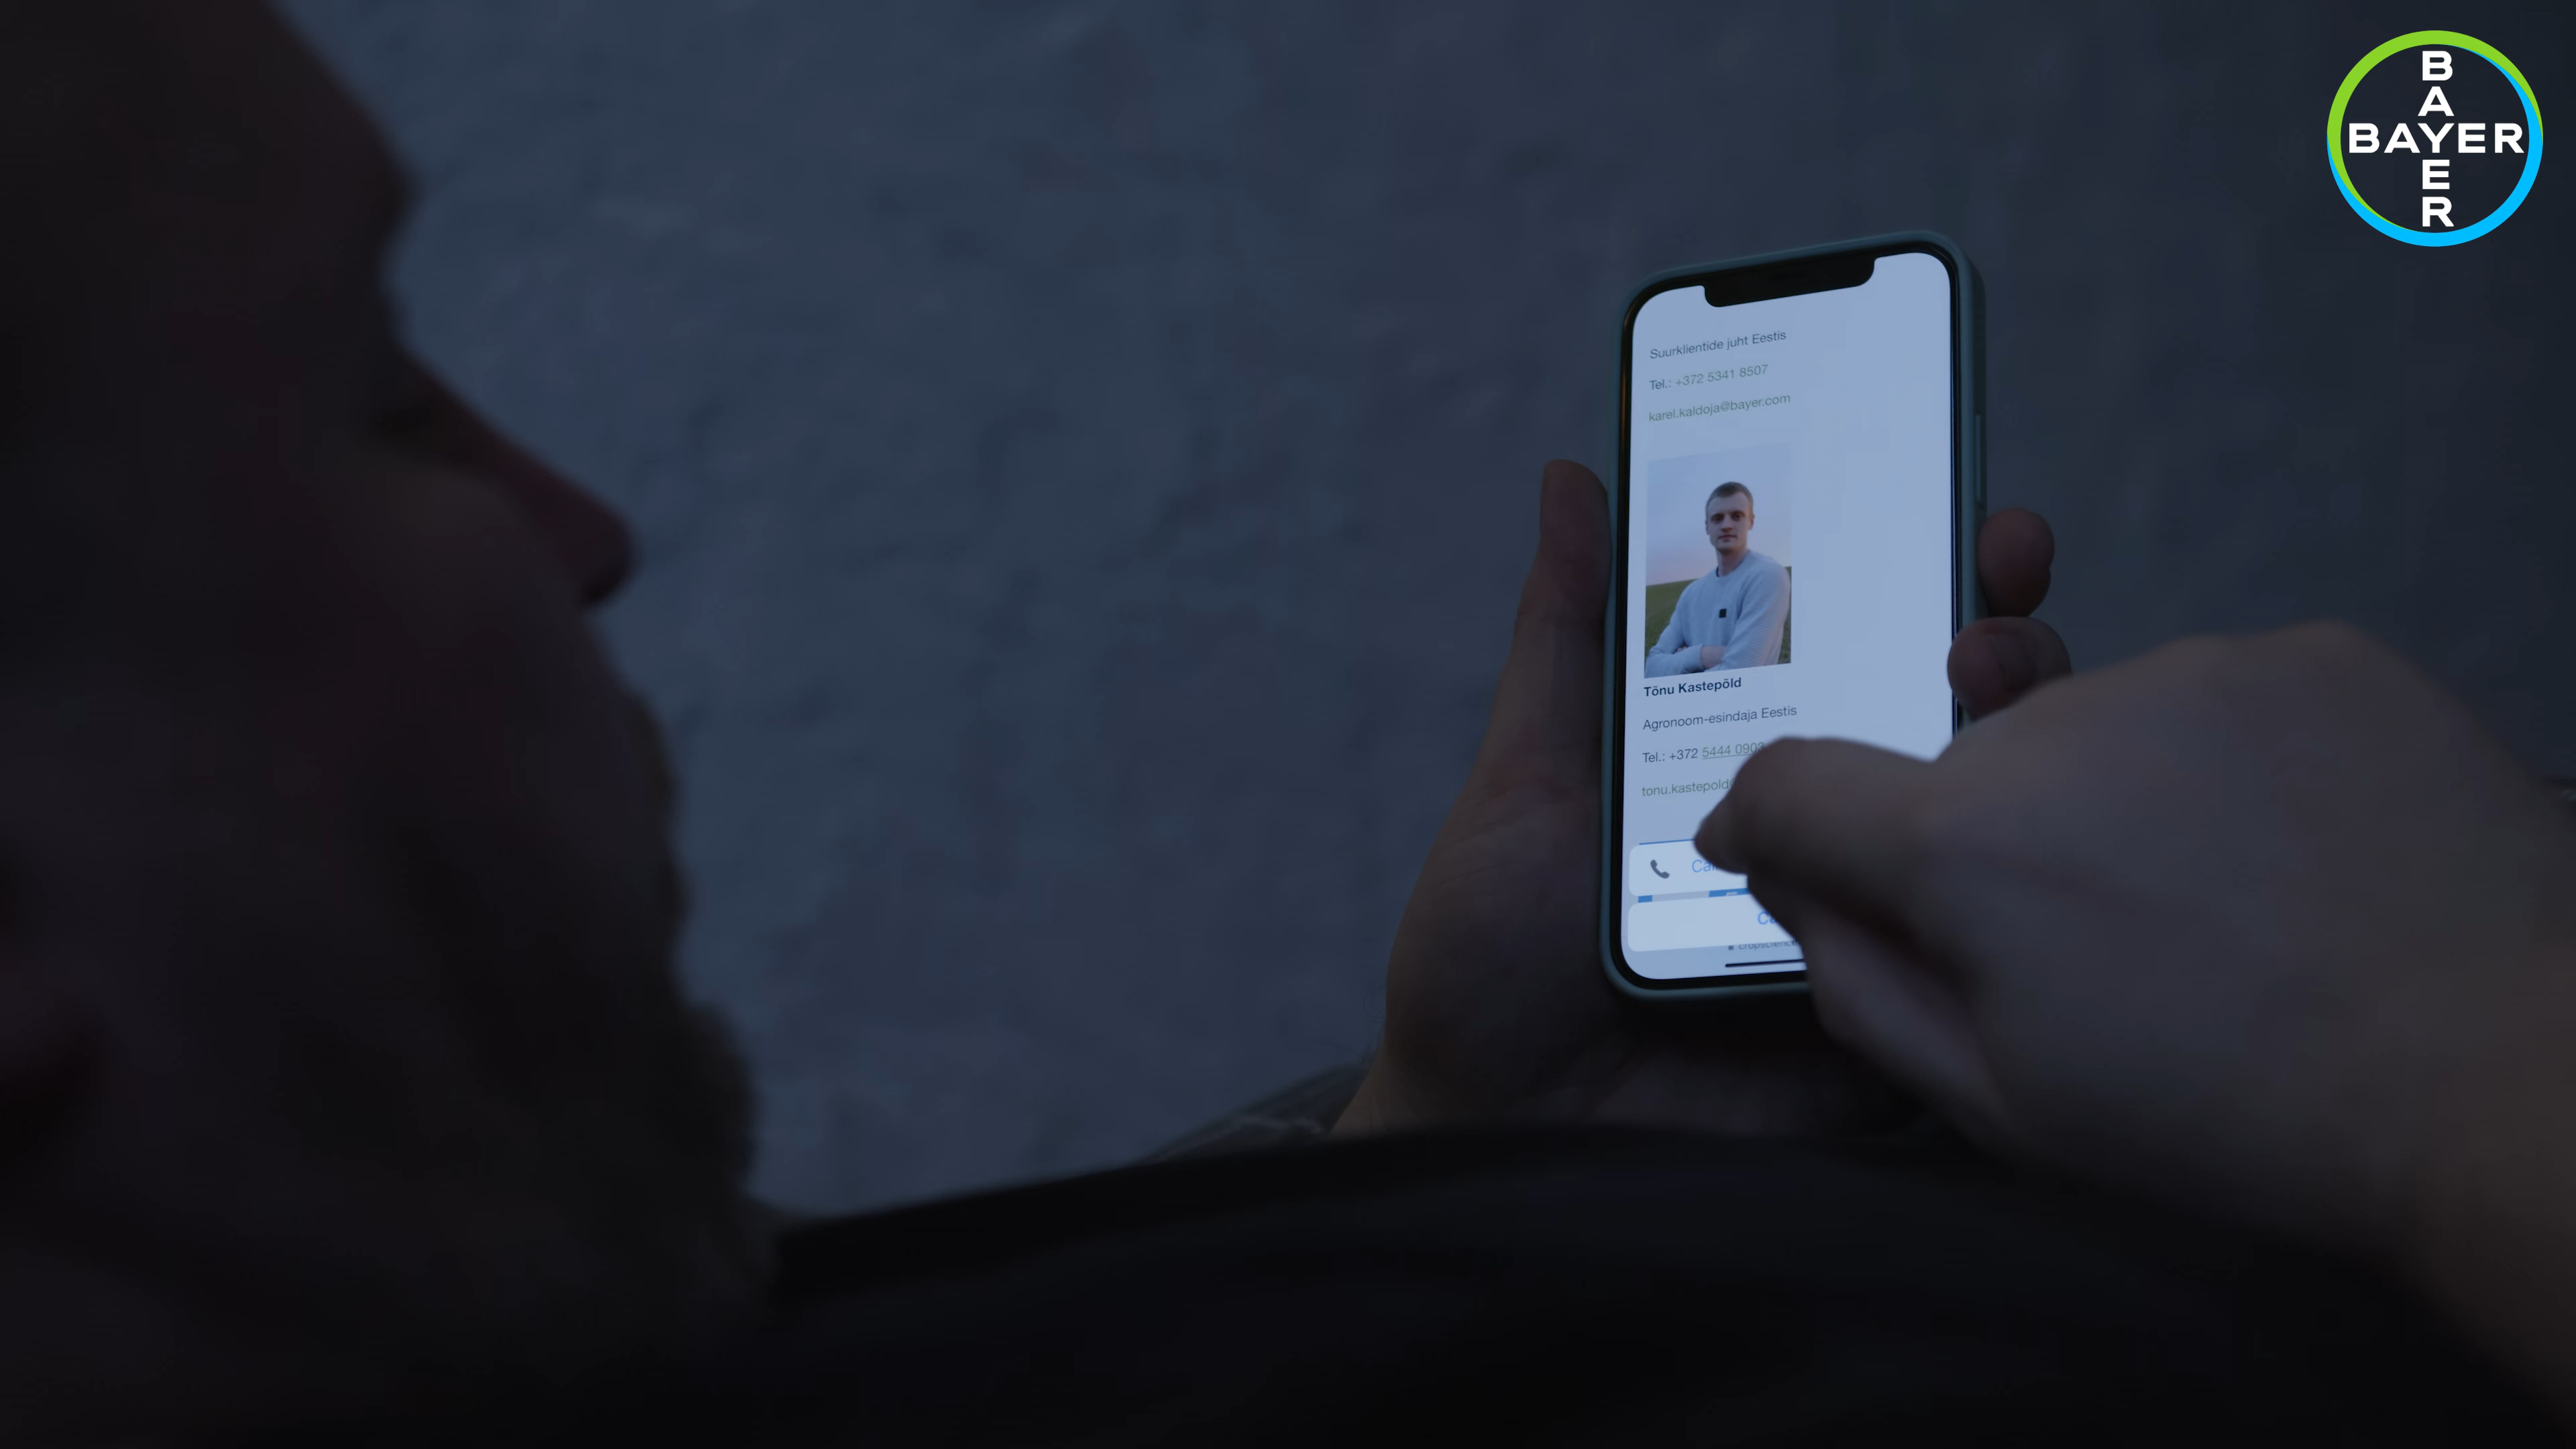 BAYER
BAYER
Suurklientide juht Eestis
Tel.: +372 5341 8507
karel.kaldoja@bayer.com
Tõnu Kastepõld
Agronoom-esindaja Eestis
Tel.: +372 5444 090
tonu.kastepold